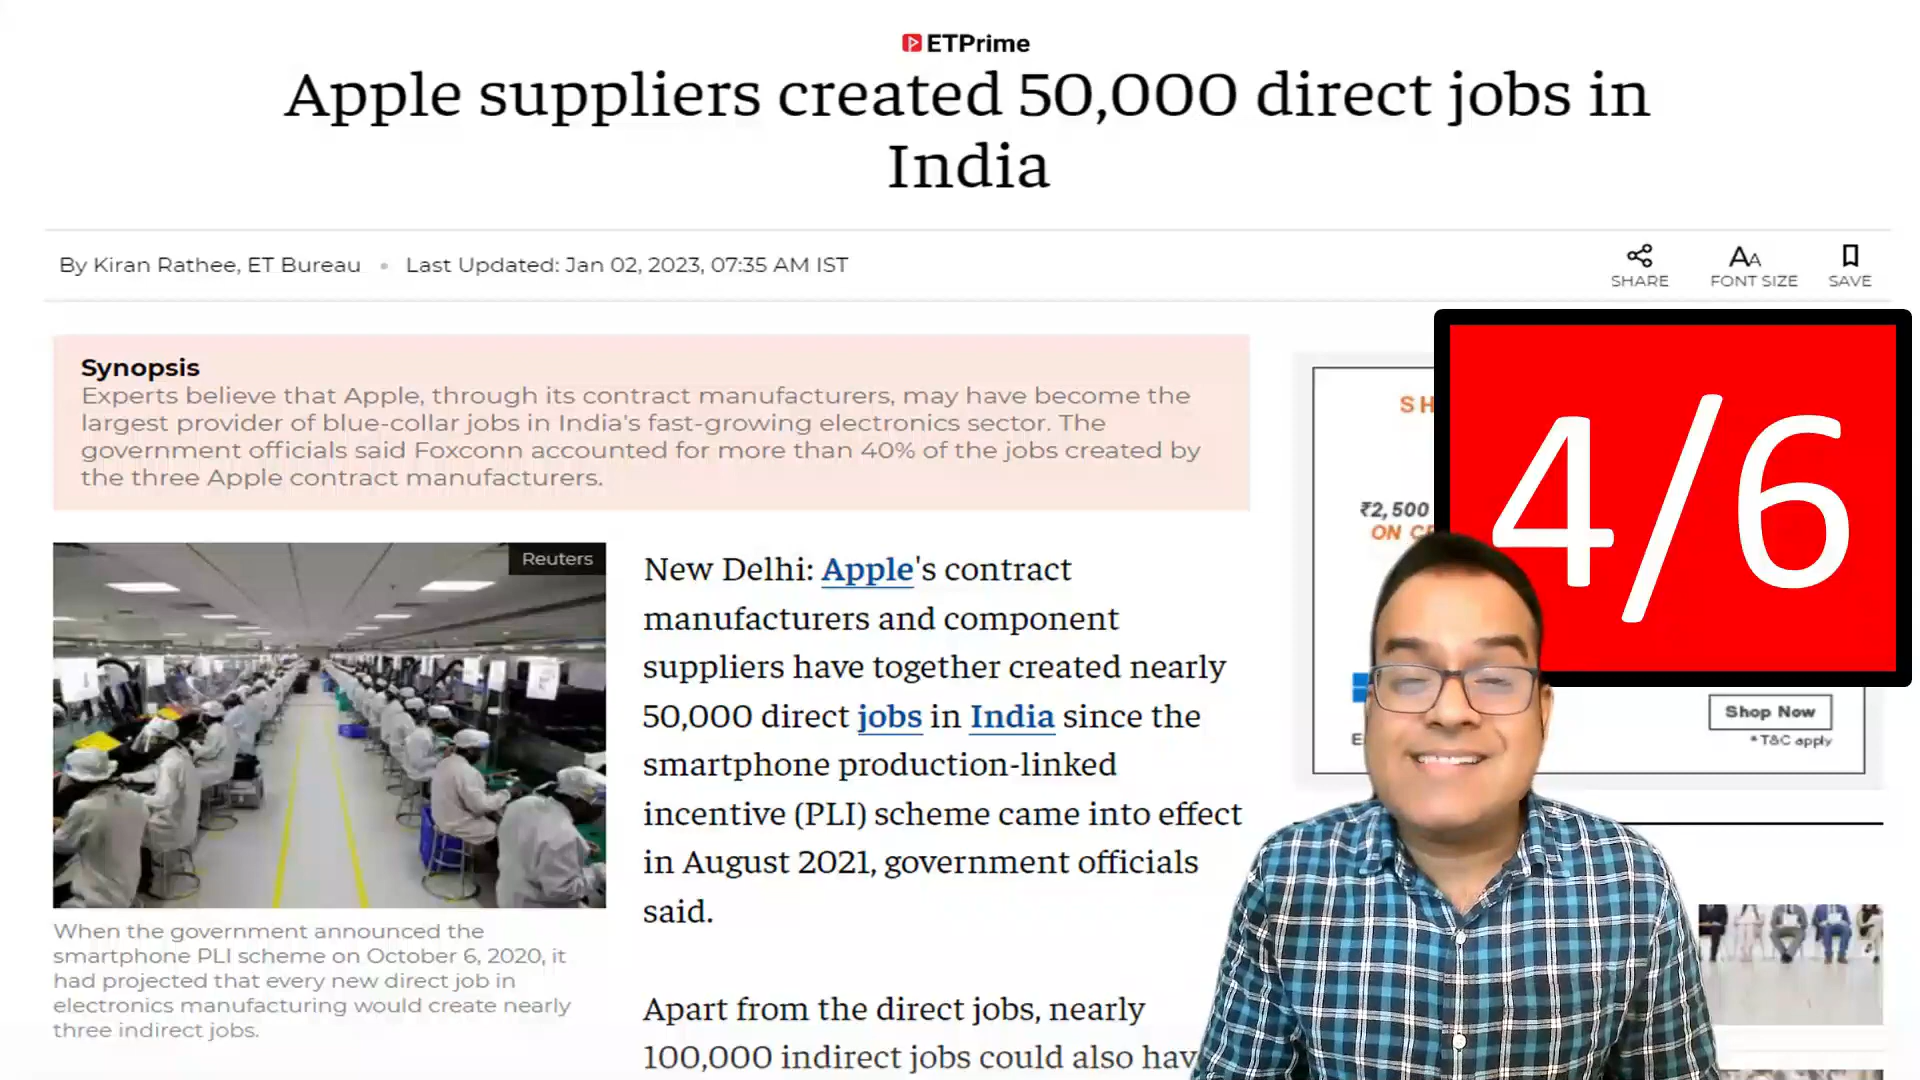 ETPrime
Apple suppliers created 50,000 direct jobs in
India
By Kiran Rathee, ET Bureau • Last Updated: Jan 02, 2023, 07:35 AM IST
SHARE
AA
FONT SIZE
SAVE
Synopsis
Experts believe that Apple, through its contract manufacturers, may have become the
largest provider of blue-collar jobs in India's fast-growing electronics sector. The
government officials said Foxconn accounted for more than 40% of the jobs created by
the three Apple contract manufacturers.
Reuters
When the government announced the
smartphone PLI scheme on October 6, 2020, it
had projected that every new direct job in
electronics manufacturing would create nearly
three indirect jobs.
New Delhi: Apple's contract
manufacturers and component
suppliers have together created nearly
50,000 direct jobs in India since the
smartphone production-linked
incentive (PLI) scheme came into effect
in August 2021, government officials
said.
Apart from the direct jobs, nearly
100,000 indirect jobs could also hav
4/6
SH
₹2,500
ON C
E
Shop Now
*T&C apply